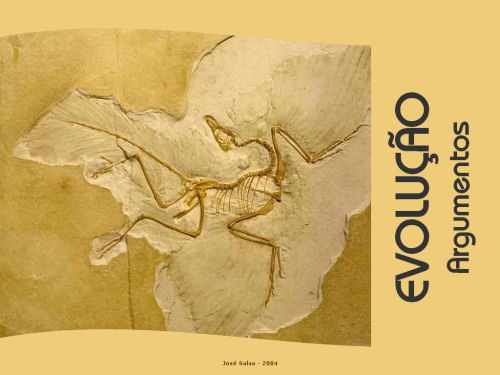 EVOLUÇÃO
Argumentos
José Salsa - 2004